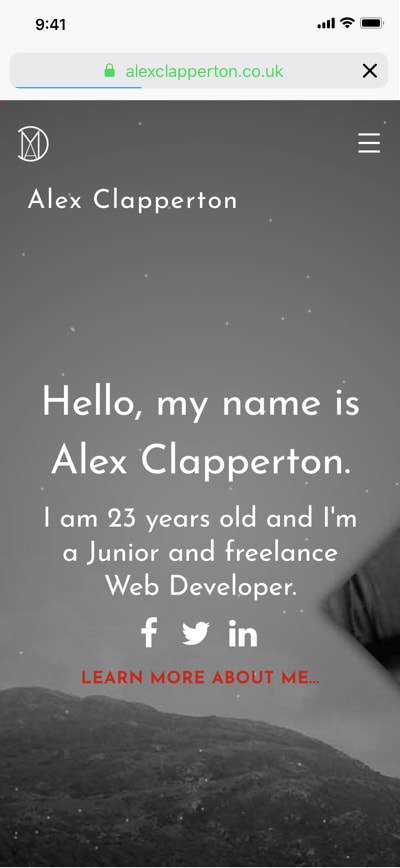 9:41
alexclapperton.co.uk
Alex Clapperton
Hello, my name is
Alex Clapperton.
I am 23 years old and I'm
a Junior and freelance
Web Developer.
LEARN MORE ABOUT ME...